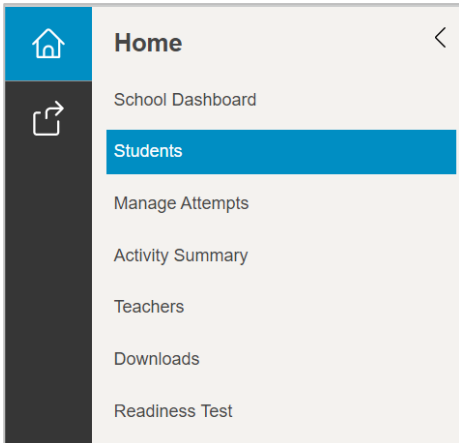 Home
School Dashboard
Students
Manage Attempts
Activity Summary
Teachers
Downloads
Readiness Test